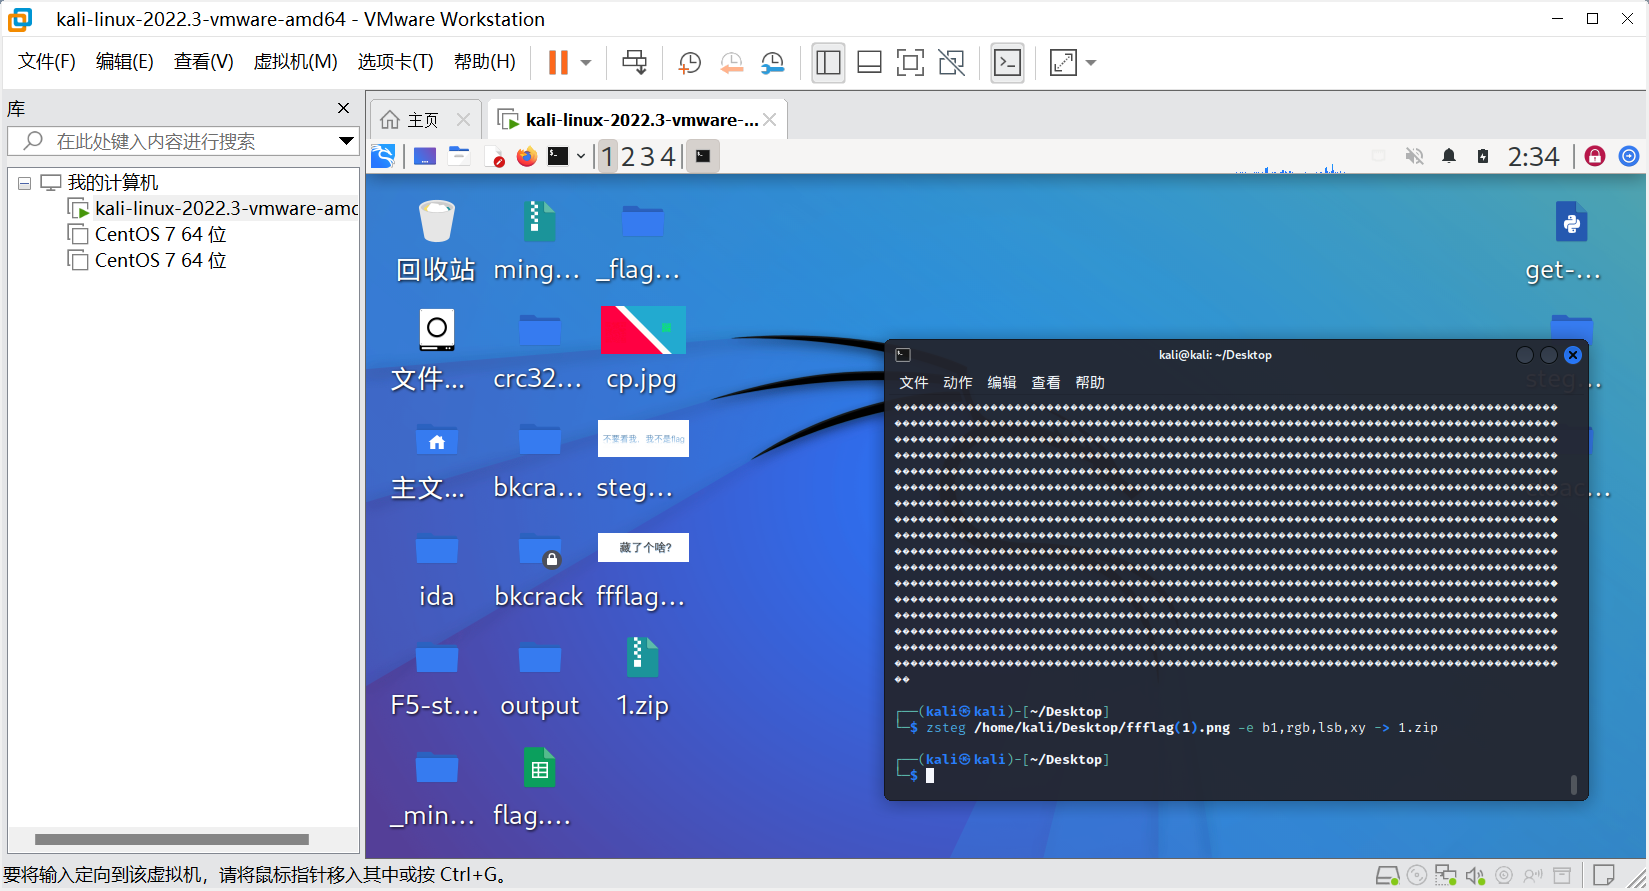 kali-linux-2022.3-vmware-amd64 - VMware Workstation
文件(F) 编辑(E) 查看(V) 虚拟机(M) 选项卡(T) 帮助(H)
库
在此处键入内容进行搜索
我的计算机
kali-linux-2022.3-vmware-amd
CentOS 7 64 位
CentOS 7 64 位
主页
kali-linux-2022.3-vmware-...
1 2 3 4
2:34
回收站 ming... _flag...
get-...
文件... crc32... cp.jpg
steg...
不要看我，我不是flag
主文... bkcra... steg...
藏了个啥?
ida bkcrack ffflag...
F5-st... output 1.zip
_min... flag....
kali@kali: ~/Desktop
文件 动作 编辑 查看 帮助
┌──(kali㉿kali)-[~/Desktop]
└─$ zsteg /home/kali/Desktop/ffflag(1).png -e b1,rgb,lsb,xy -> 1.zip
┌──(kali㉿kali)-[~/Desktop]
└─$
要将输入定向到该虚拟机，请将鼠标指针移入其中或按 Ctrl+G。